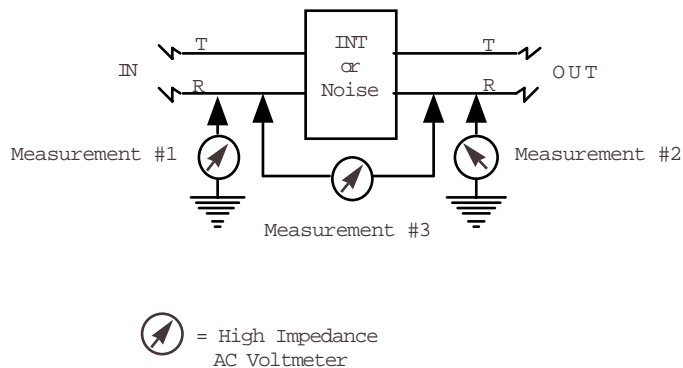 T
INT
or
Noise
T
IN
OUT
R
R
Measurement #1
Measurement #2
Measurement #3
= High Impedance
AC Voltmeter